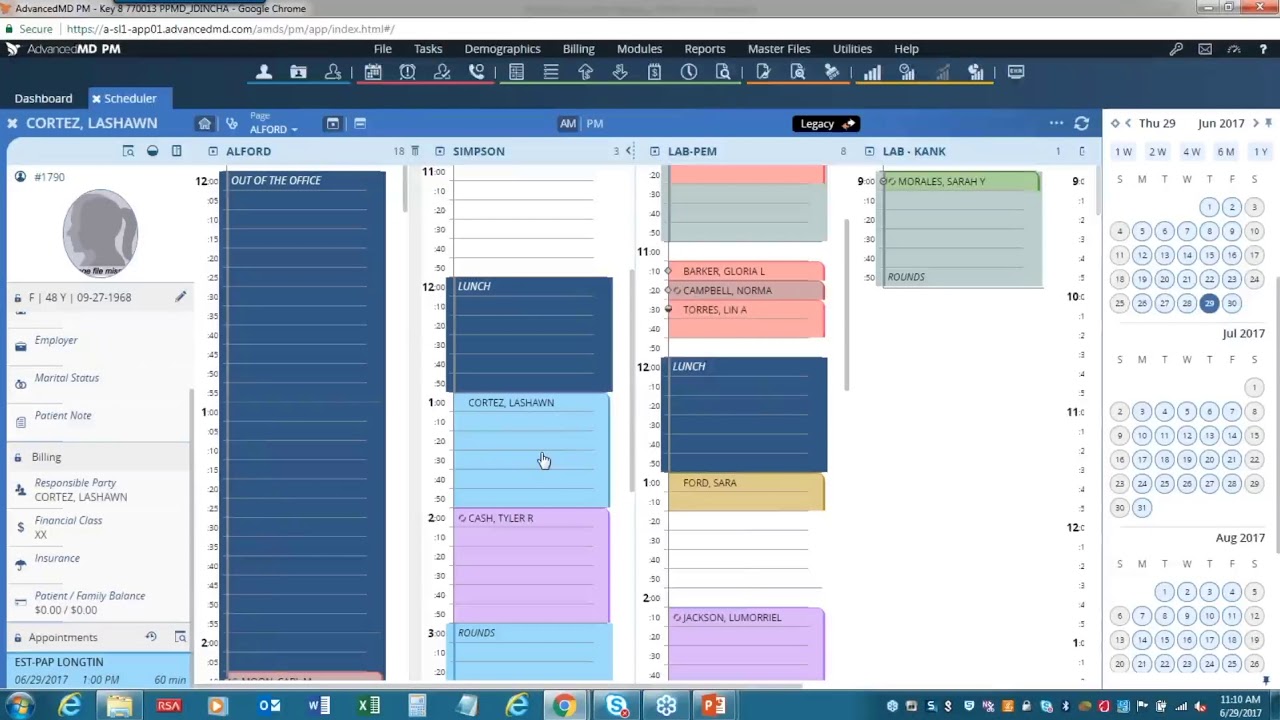 AdvancedMD PM - Key 8 770013 PPMD_JDINCHA - Google Chrome
Secure https://a-sl1-app01.advancedmd.com/amds/pm/app/index.html#/
AdvancedMD PM File Tasks Demographics Billing Modules Reports Master Files Utilities Help
EHR
Dashboard Scheduler
CORTEZ, LASHAWN
Page
ALFORD
AM PM
Legacy
#1790
F | 48 Y | 09-27-1968
Employer
Marital Status
Patient Note
Billing
Responsible Party
CORTEZ, LASHAWN
Financial Class
XX
Insurance
Patient / Family Balance
$0.00 / $0.00
Appointments
EST-PAP LONGTIN
06/29/2017 1:00 PM 60 min
ALFORD 18
12:00 OUT OF THE OFFICE
:05
:10
:15
:20
:25
:30
:35
:40
:45
:50
:55
1:00
:05
:10
:15
:20
:25
:30
:35
:40
:45
:50
:55
2:00
:05
SIMPSON 3
11:00
:10
:20
:30
:40
:50
12:00 LUNCH
:10
:20
:30
:40
:50
1:00 CORTEZ, LASHAWN
:10
:20
:30
:40
:50
2:00 CASH, TYLER R
:10
:20
:30
:40
:50
3:00 ROUNDS
:10
:20
LAB-PEM 8
:20
:30
:40
:50
11:00
:10 BARKER, GLORIA L
:20 CAMPBELL, NORMA
:30 TORRES, LIN A
:50
12:00 LUNCH
:10
:20
:30
:40
:50
1:00 FORD, SARA
:10
:20
:30
:40
:50
2:00
:10 JACKSON, LUMORRIEL
:20
:30
:40
LAB - KANK 1
9:00 MORALES, SARAH Y
:10
:20
:30
:40
:50 ROUNDS
10:0
11:0
12:0
Thu 29 Jun 2017
1 W 2 W 4 W 6 M 1 Y
S M T W T F S
1 2 3
4 5 6 7 8 9 10
11 12 13 14 15 16 17
18 19 20 21 22 23 24
25 26 27 28 29 30
Jul 2017
S M T W T F S
1
2 3 4 5 6 7 8
9 10 11 12 13 14 15
16 17 18 19 20 21 22
23 24 25 26 27 28 29
30 31
Aug 2017
S M T W T F S
1 2 3 4 5
6 7 8 9 10 11 12
13 14 15 16 17 18 19
20 21 22 23 24 25 26
RSA
11:10 AM
6/29/2017